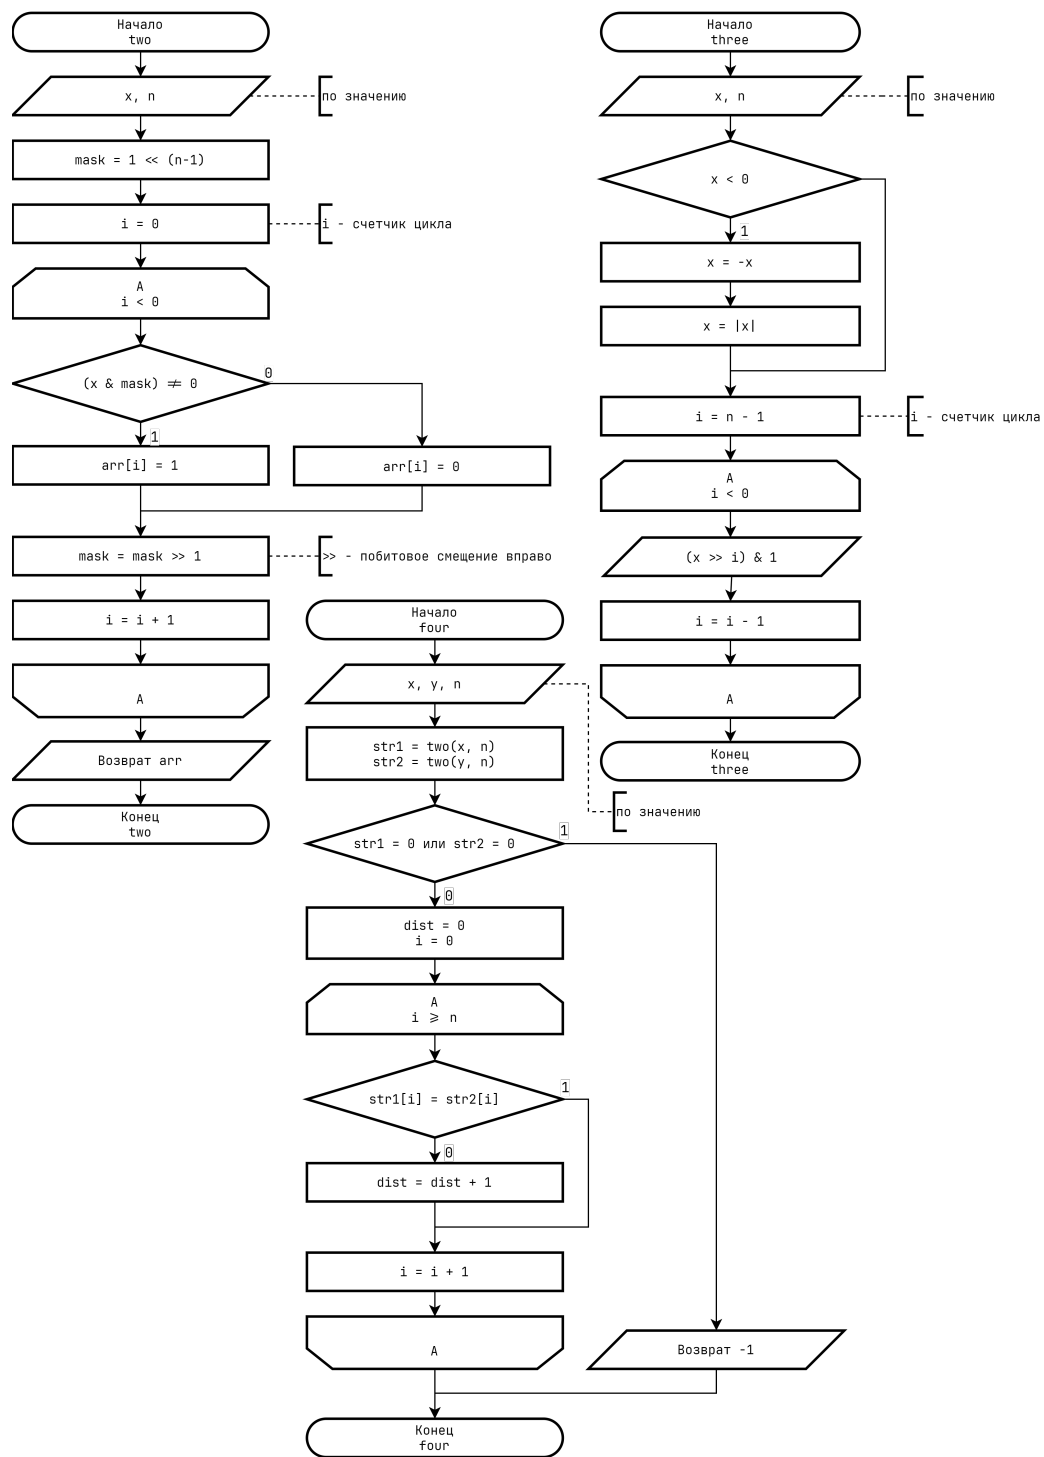 Начало
two
x, n
по значению
mask = 1 << (n-1)
i = 0
i - счетчик цикла
A
i < 0
(x & mask) ≠ 0
0
1
arr[i] = 1
arr[i] = 0
mask = mask >> 1
>> - побитовое смещение вправо
i = i + 1
A
Возврат arr
Конец
two
Начало
three
x, n
по значению
x < 0
1
x = -x
x = |x|
i = n - 1
i - счетчик цикла
A
i < 0
(x >> i) & 1
i = i - 1
A
Конец
three
Начало
four
x, y, n
по значению
str1 = two(x, n)
str2 = two(y, n)
str1 = 0 или str2 = 0
1
0
dist = 0
i = 0
A
i ⩾ n
str1[i] = str2[i]
1
0
dist = dist + 1
i = i + 1
A
Возврат -1
Конец
four